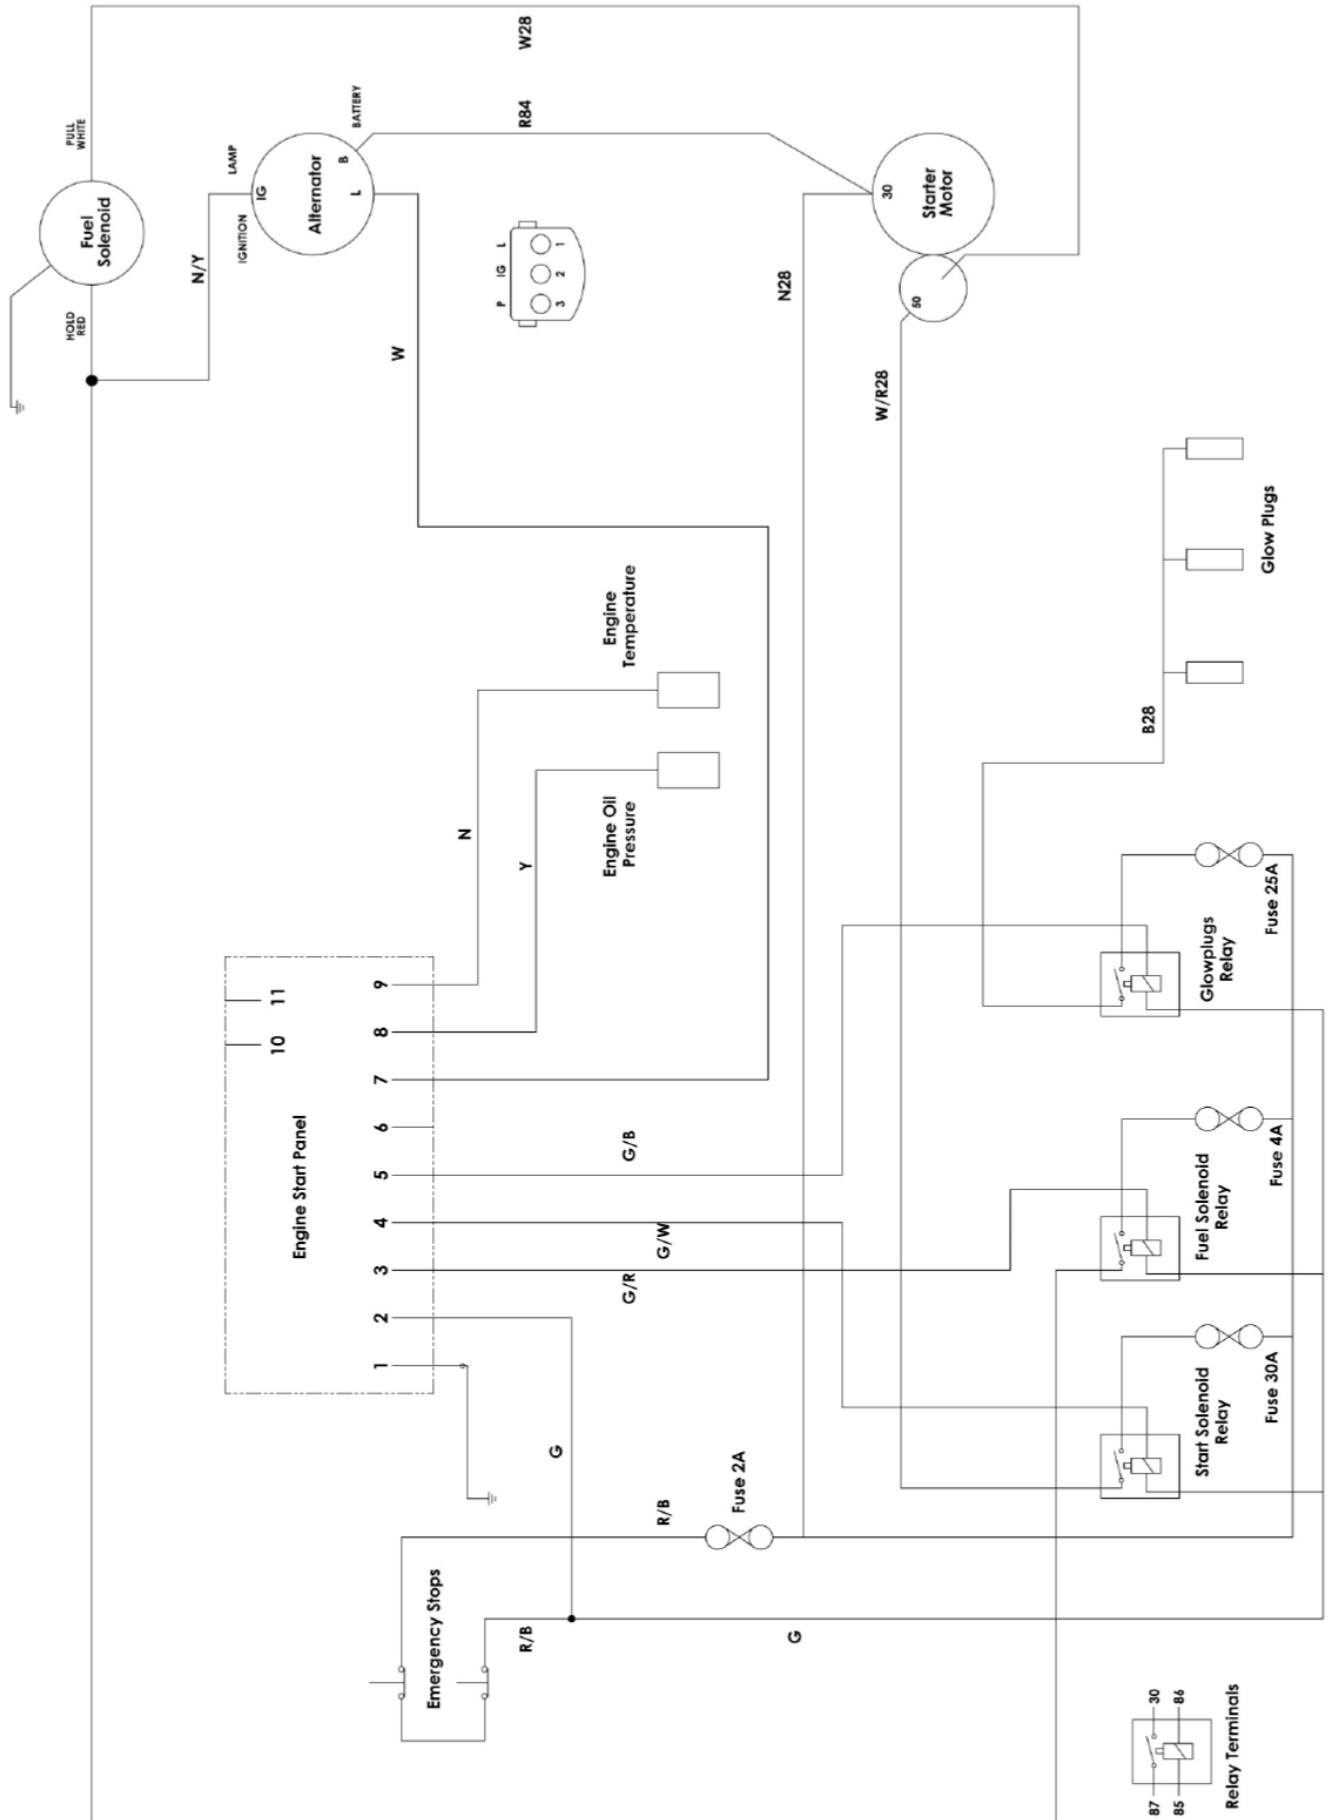 W28
PULL
WHITE
BATTERY
R84
LAMP
Fuel
Solenoid
IG
Alternator
B
L
30
Starter
Motor
IGNITION
N/Y
HOLD
RED
P IG L
3 2 1
N28
50
W
W/R28
Engine
Temperature
Glow Plugs
B28
N
Y
Engine Oil
Pressure
Fuse 25A
Glowplugs
Relay
11
10
9
8
7
6
5
4
3
2
1
Engine Start Panel
G/B
G/W
G/R
Fuel Solenoid
Relay
Fuse 4A
Start Solenoid
Relay
Fuse 30A
G
R/B
Fuse 2A
Emergency Stops
R/B
G
87
30
85
86
Relay Terminals